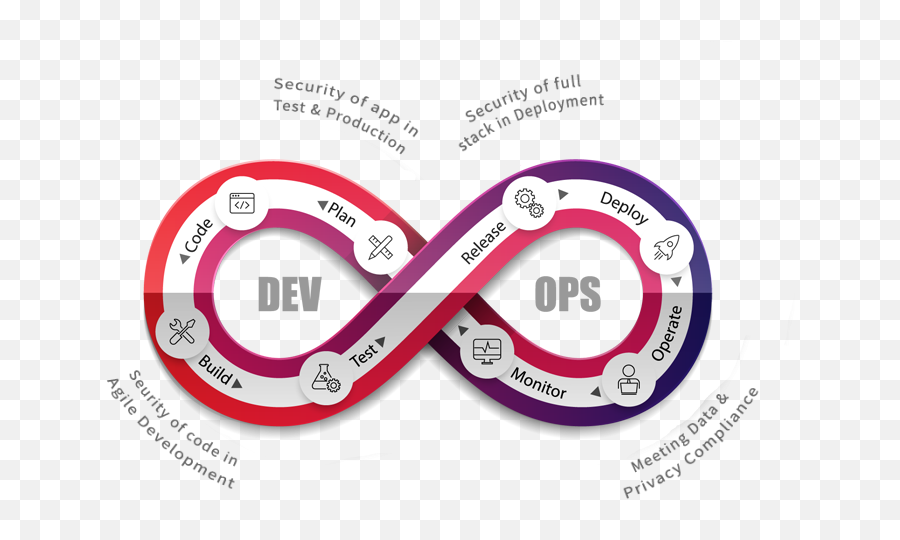 Security of app in
Test & Production
Security of full
stack in Deployment
Plan
Code
Build
Test
Release
Deploy
Operate
Monitor
DEV
OPS
Seurity of code in
Agile Development
Meeting Data &
Privacy Compliance